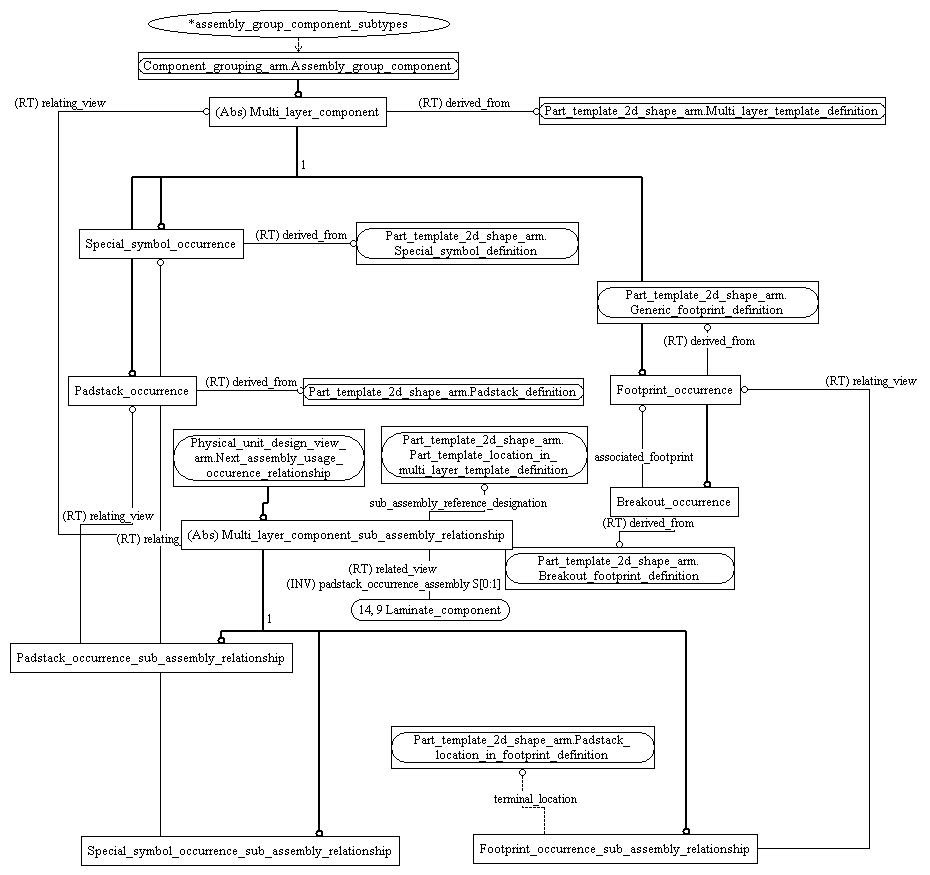 *assembly_group_component_subtypes
Component_grouping_arm.Assembly_group_component
(RT) relating_view
(Abs) Multi_layer_component
(RT) derived_from
Part_template_2d_shape_arm.Multi_layer_template_definition
1
Special_symbol_occurrence
(RT) derived_from
Part_template_2d_shape_arm.
Special_symbol_definition
Part_template_2d_shape_arm.
Generic_footprint_definition
(RT) derived_from
Padstack_occurrence
(RT) derived_from
Part_template_2d_shape_arm.Padstack_definition
Footprint_occurrence
(RT) relating_view
Physical_unit_design_view_
arm.Next_assembly_usage_
occurence_relationship
Part_template_2d_shape_arm.
Part_template_location_in_
multi_layer_template_definition
associated_footprint
sub_assembly_reference_designation
Breakout_occurrence
(RT) relating_view
(RT) derived_from
(RT) relating_
(Abs) Multi_layer_component_sub_assembly_relationship
Part_template_2d_shape_arm.
Breakout_footprint_definition
(RT) related_view
(INV) padstack_occurrence_assembly S[0:1]
14, 9 Laminate_component
1
Padstack_occurrence_sub_assembly_relationship
Part_template_2d_shape_arm.Padstack_
location_in_footprint_definition
terminal_location
Special_symbol_occurrence_sub_assembly_relationship
Footprint_occurrence_sub_assembly_relationship